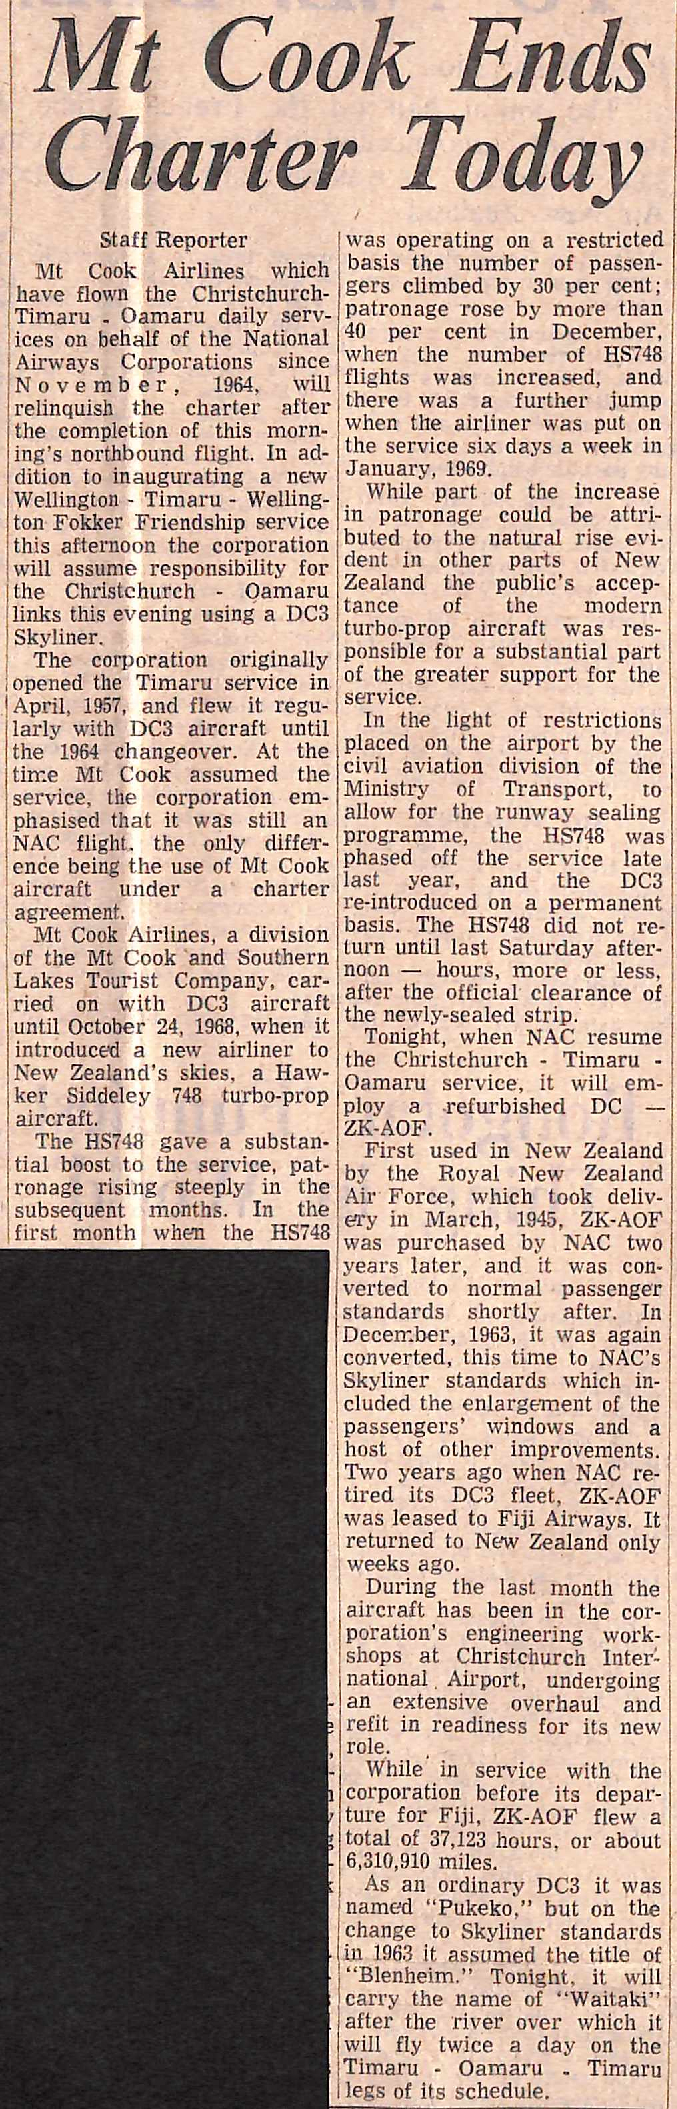 Mt Cook Ends
Charter Today
Staff Reporter
Mt Cook Airlines which
have flown the Christchurch-
Timaru - Oamaru daily serv-
ices on behalf of the National
Airways Corporations since
November, 1964, will
relinquish the charter after
the completion of this morn-
ing's northbound flight. In ad-
dition to inaugurating a new
Wellington - Timaru - Welling-
ton Fokker Friendship service
this afternoon the corporation
will assume responsibility for
the Christchurch - Oamaru
links this evening using a DC3
Skyliner.
The corporation originally
opened the Timaru service in
April, 1957, and flew it regu-
larly with DC3 aircraft until
the 1964 changeover. At the
time Mt Cook assumed the
service, the corporation em-
phasised that it was still an
NAC flight, the only differ-
ence being the use of Mt Cook
aircraft under a charter
agreement.
Mt Cook Airlines, a division
of the Mt Cook and Southern
Lakes Tourist Company, car-
ried on with DC3 aircraft
until October 24, 1968, when it
introduced a new airliner to
New Zealand's skies, a Haw-
ker Siddeley 748 turbo-prop
aircraft.
The HS748 gave a substan-
tial boost to the service, pat-
ronage rising steeply in the
subsequent months. In the
first month when the HS748
was operating on a restricted
basis the number of passen-
gers climbed by 30 per cent;
patronage rose by more than
40 per cent in December,
when the number of HS748
flights was increased, and
there was a further jump
when the airliner was put on
the service six days a week in
January, 1969.
While part of the increase
in patronage could be attri-
buted to the natural rise evi-
dent in other parts of New
Zealand the public's accep-
tance of the modern
turbo-prop aircraft was res-
ponsible for a substantial part
of the greater support for the
service.
In the light of restrictions
placed on the airport by the
civil aviation division of the
Ministry of Transport, to
allow for the runway sealing
programme, the HS748 was
phased off the service late
last year, and the DC3
re-introduced on a permanent
basis. The HS748 did not re-
turn until last Saturday after-
noon — hours, more or less,
after the official clearance of
the newly-sealed strip.
Tonight, when NAC resume
the Christchurch - Timaru -
Oamaru service, it will em-
ploy a refurbished DC —
ZK-AOF.
First used in New Zealand
by the Royal New Zealand
Air Force, which took deliv-
ery in March, 1945, ZK-AOF
was purchased by NAC two
years later, and it was con-
verted to normal passenger
standards shortly after. In
December, 1963, it was again
converted, this time to NAC's
Skyliner standards which in-
cluded the enlargement of the
passengers' windows and a
host of other improvements.
Two years ago when NAC re-
tired its DC3 fleet, ZK-AOF
was leased to Fiji Airways. It
returned to New Zealand only
weeks ago.
During the last month the
aircraft has been in the cor-
poration's engineering work-
shops at Christchurch Inter-
national Airport, undergoing
an extensive overhaul and
refit in readiness for its new
role.
While in service with the
corporation before its depar-
ture for Fiji, ZK-AOF flew a
total of 37,123 hours, or about
6,310,910 miles.
As an ordinary DC3 it was
named "Pukeko," but on the
change to Skyliner standards
in 1963 it assumed the title of
"Blenheim." Tonight, it will
carry the name of "Waitaki"
after the river over which it
will fly twice a day on the
Timaru - Oamaru - Timaru
legs of its schedule.